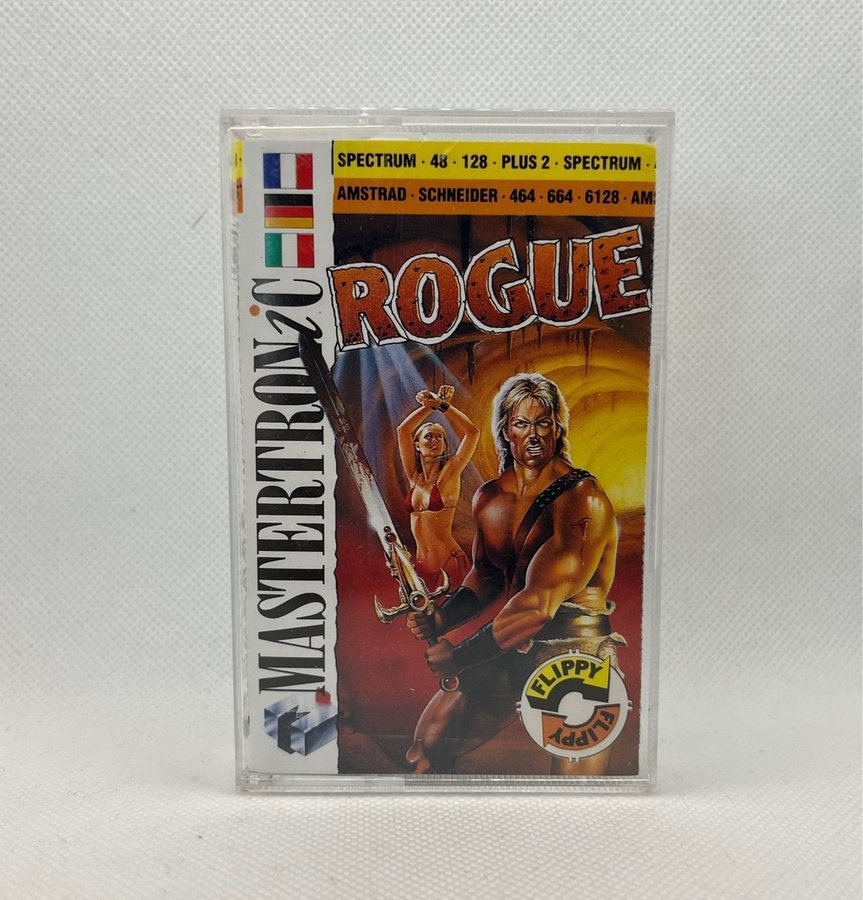 SPECTRUM · 48 · 128 · PLUS 2 · SPECTRUM ·
AMSTRAD · SCHNEIDER · 464 · 664 · 6128 ·
ROGUE
MASTERTRONiC
FLIPPY
FLIPPY